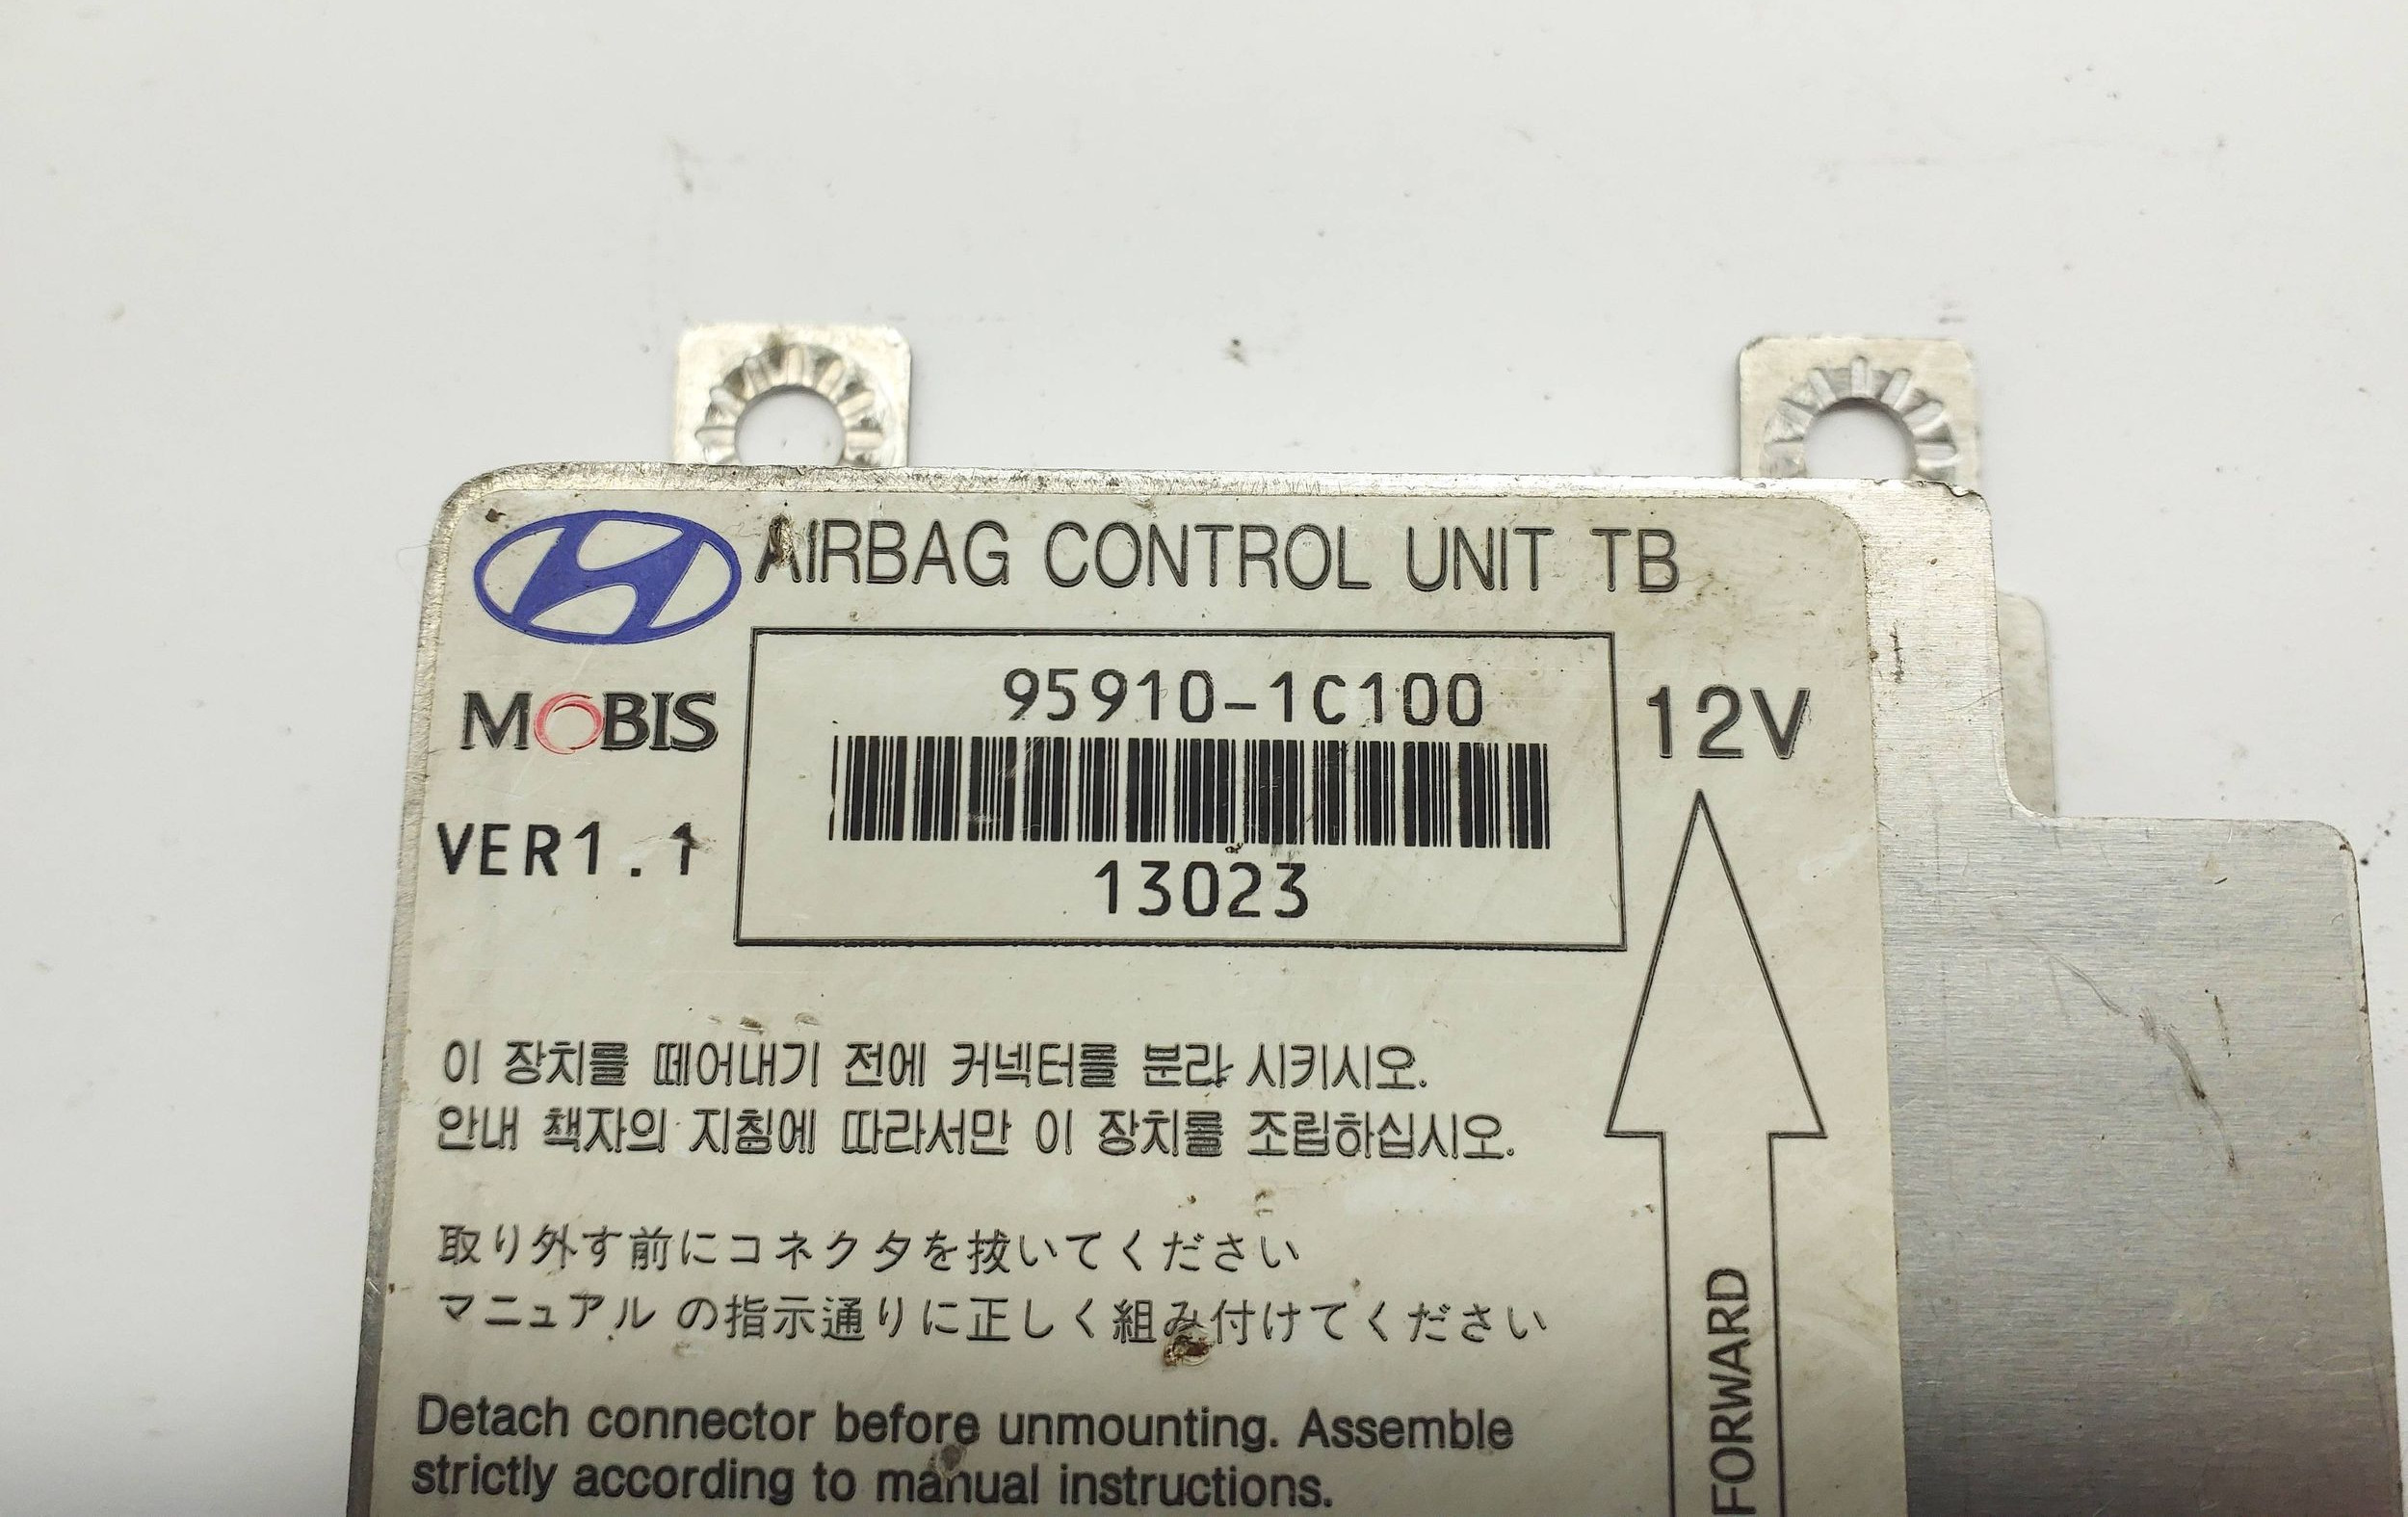 AIRBAG CONTROL UNIT TB
MOBIS
95910-1C100
12V
VER1.1
13023
이 장치를 떼어내기 전에 커넥터를 분리 시키시오.
안내 책자의 지침에 따라서만 이 장치를 조립하십시오.
取り外す前にコネクタを抜いてください
マニュアルの指示通りに正しく組み付けてください
Detach connector before unmounting. Assemble
strictly according to manual instructions.
FORWARD